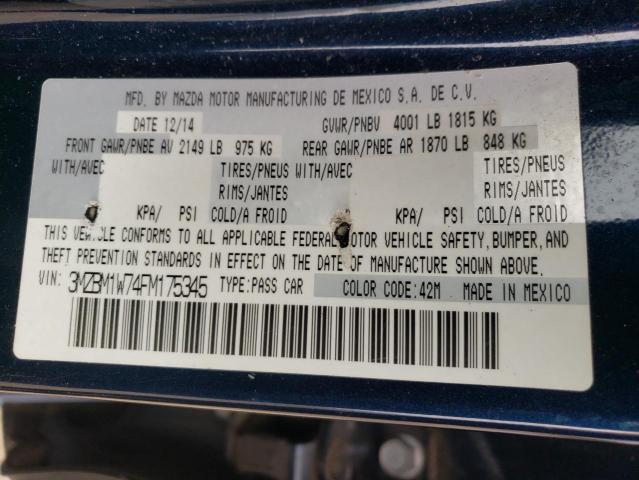 MFD. BY MAZDA MOTOR MANUFACTURING DE MEXICO S.A. DE C.V.
DATE 12/14 GVWR/PNBV 4001 LB 1815 KG
FRONT GAWR/PNBE AV 2149 LB 975 KG REAR GAWR/PNBE AR 1870 LB 848 KG
WITH/AVEC TIRES/PNEUS WITH/AVEC TIRES/PNEUS
RIMS/JANTES RIMS/JANTES
KPA/ PSI COLD/A FROID KPA/ PSI COLD/A FROID
THIS VEHICLE CONFORMS TO ALL APPLICABLE FEDERAL MOTOR VEHICLE SAFETY, BUMPER, AND
THEFT PREVENTION STANDARDS IN EFFECT ON THE DATE OF MANUFACTURE SHOWN ABOVE.
VIN: 3MZBM1W74FM175345 TYPE:PASS CAR COLOR CODE:42M MADE IN MEXICO